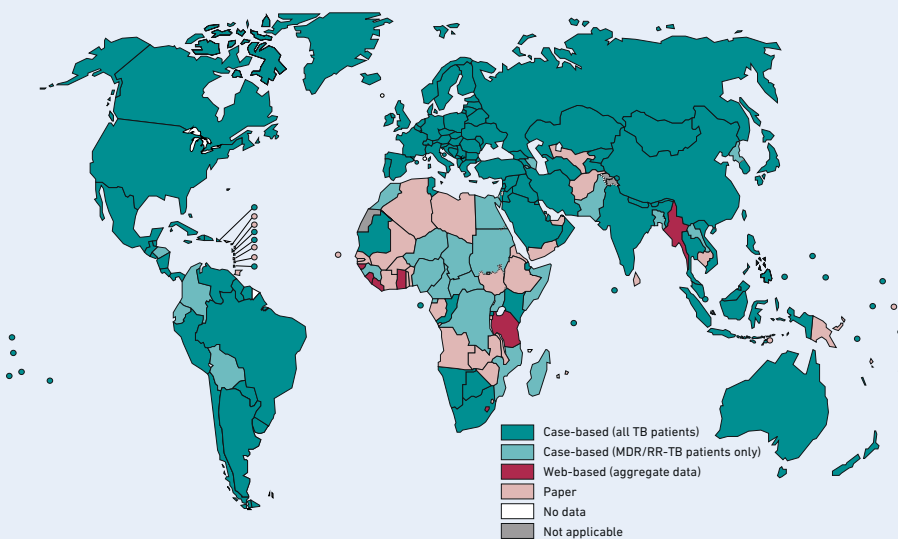 Case-based (all TB patients)
Case-based (MDR/RR-TB patients only)
Web-based (aggregate data)
Paper
No data
Not applicable